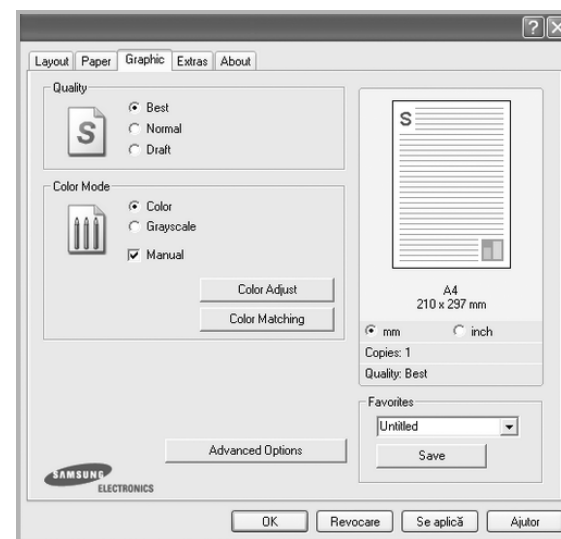 Layout Paper Graphic Extras About
Quality
Best
Normal
Draft
S
Color Mode
Color
Grayscale
Manual
Color Adjust
Color Matching
S
A4
210 x 297 mm
mm inch
Copies: 1
Quality: Best
Favorites
Untitled
Save
Advanced Options
SAMSUNG
ELECTRONICS
OK Revocare Se aplică Ajutor